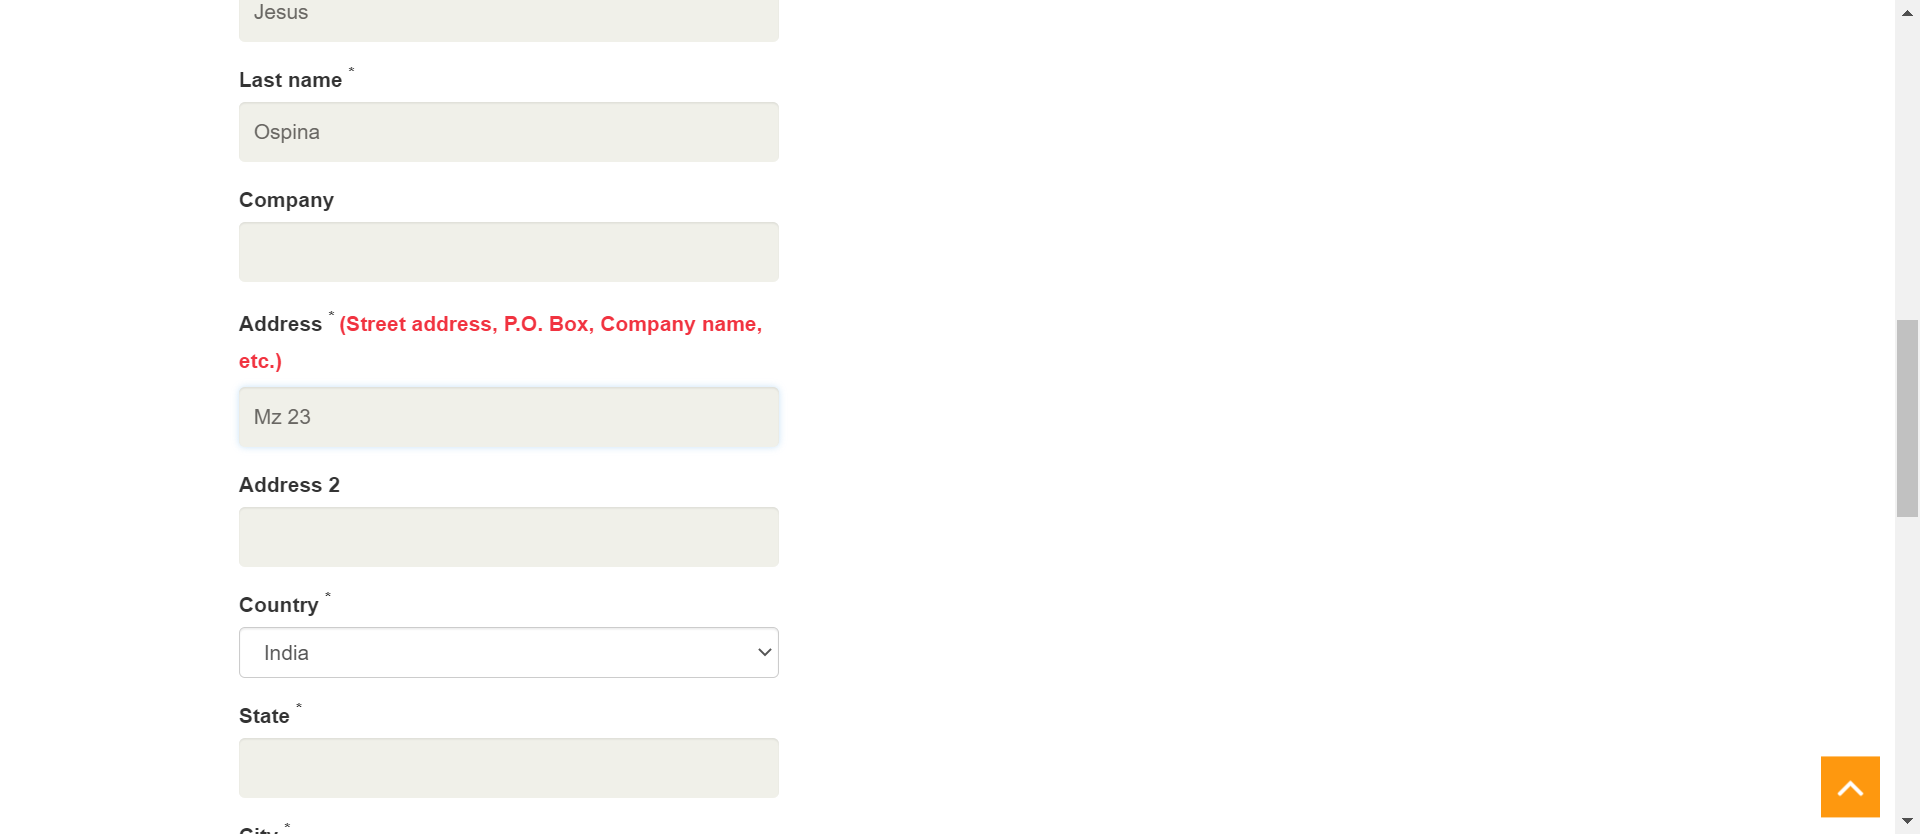 Jesus
Last name *
Ospina
Company
Address * (Street address, P.O. Box, Company name,
etc.)
Mz 23
Address 2
Country *
India
State *
City *